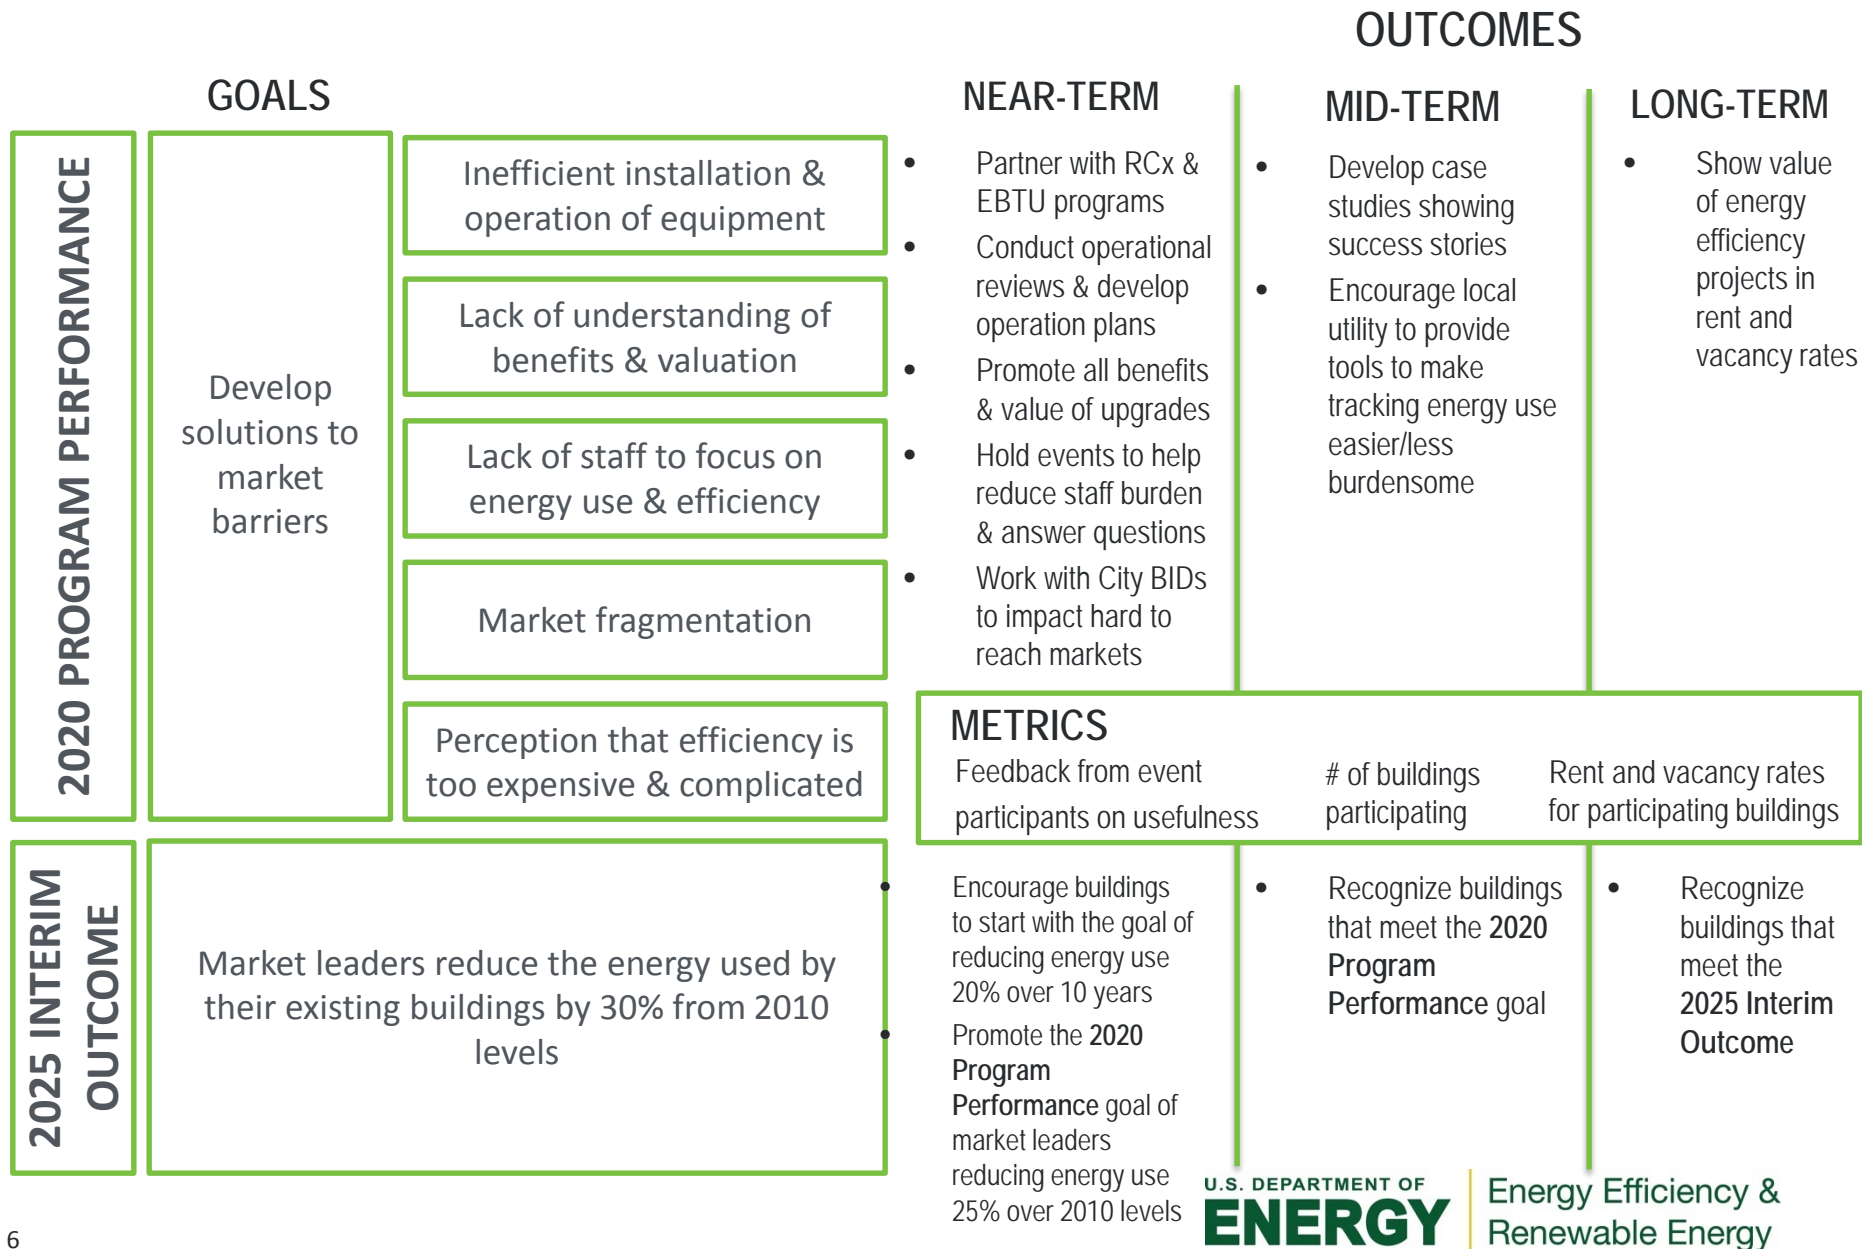 OUTCOMES
GOALS
NEAR-TERM
MID-TERM
LONG-TERM
2020 PROGRAM PERFORMANCE
Develop
solutions to
market
barriers
Inefficient installation &
operation of equipment
Lack of understanding of
benefits & valuation
Lack of staff to focus on
energy use & efficiency
Market fragmentation
Perception that efficiency is
too expensive & complicated
• Partner with RCx &
EBTU programs
• Conduct operational
reviews & develop
operation plans
• Promote all benefits
& value of upgrades
• Hold events to help
reduce staff burden
& answer questions
• Work with City BIDs
to impact hard to
reach markets
• Develop case
studies showing
success stories
• Encourage local
utility to provide
tools to make
tracking energy use
easier/less
burdensome
• Show value
of energy
efficiency
projects in
rent and
vacancy rates
METRICS
Feedback from event
participants on usefulness
# of buildings
participating
Rent and vacancy rates
for participating buildings
2025 INTERIM
OUTCOME
Market leaders reduce the energy used by
their existing buildings by 30% from 2010
levels
• Encourage buildings
to start with the goal of
reducing energy use
20% over 10 years
• Promote the 2020
Program
Performance goal of
market leaders
reducing energy use
25% over 2010 levels
• Recognize buildings
that meet the 2020
Program
Performance goal
• Recognize
buildings that
meet the
2025 Interim
Outcome
U.S. DEPARTMENT OF
ENERGY
Energy Efficiency &
Renewable Energy
6